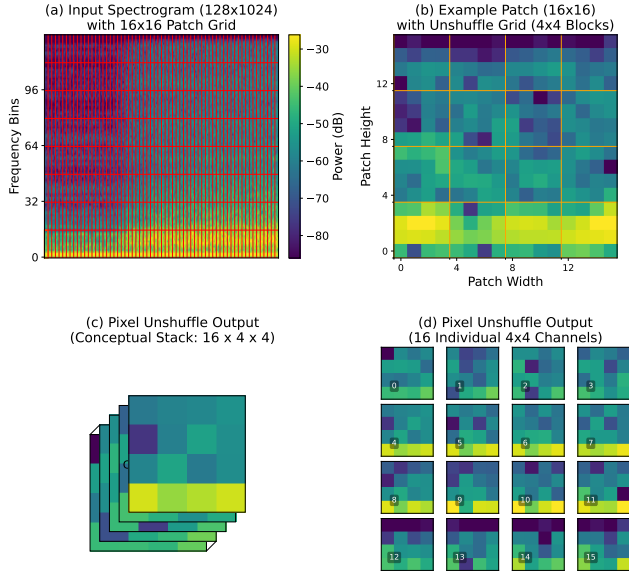 (a) Input Spectrogram (128x1024)
with 16x16 Patch Grid
Frequency Bins
96
64
32
0
−30
−40
−50
−60
−70
−80
Power (dB)
(b) Example Patch (16x16)
with Unshuffle Grid (4x4 Blocks)
Patch Height
12
8
4
0
0
4
8
12
Patch Width
(c) Pixel Unshuffle Output
(Conceptual Stack: 16 x 4 x 4)
(d) Pixel Unshuffle Output
(16 Individual 4x4 Channels)
0
1
2
3
4
5
6
7
8
9
10
11
12
13
14
15